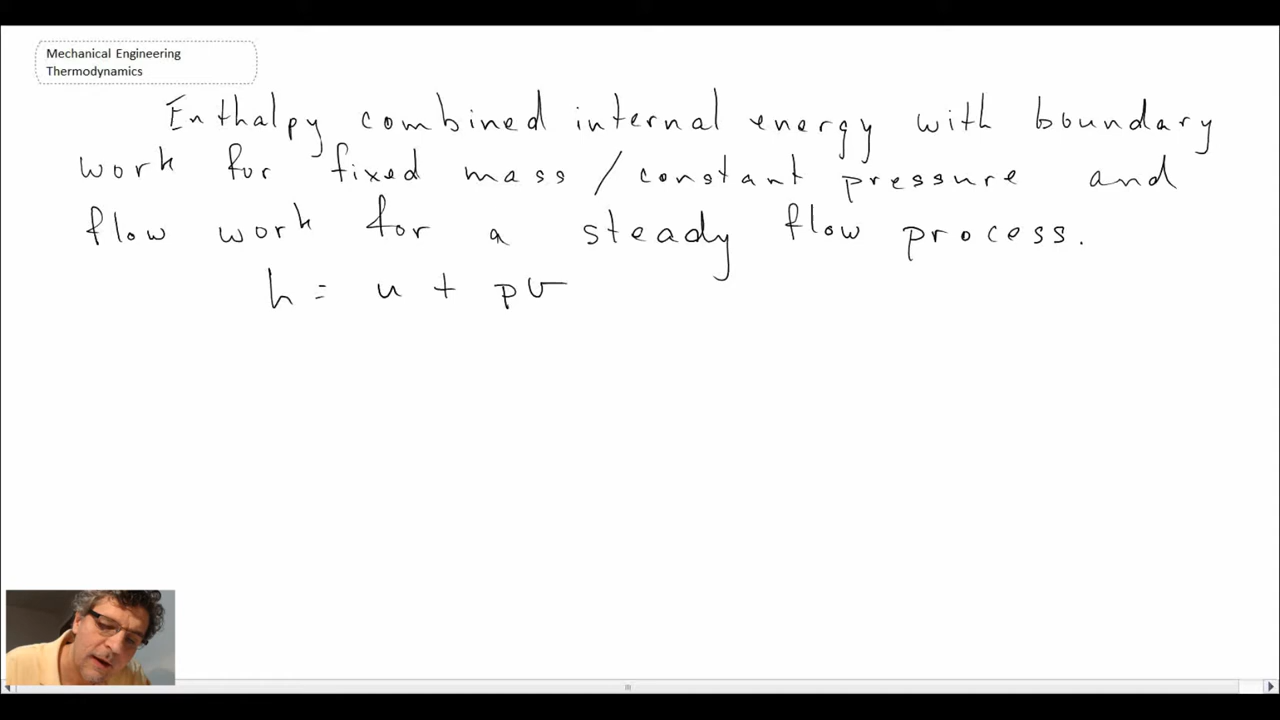 Mechanical Engineering
Thermodynamics
Enthalpy combined internal energy with boundary
work for fixed mass / constant pressure and
flow work for a steady flow process.
h = u + pv